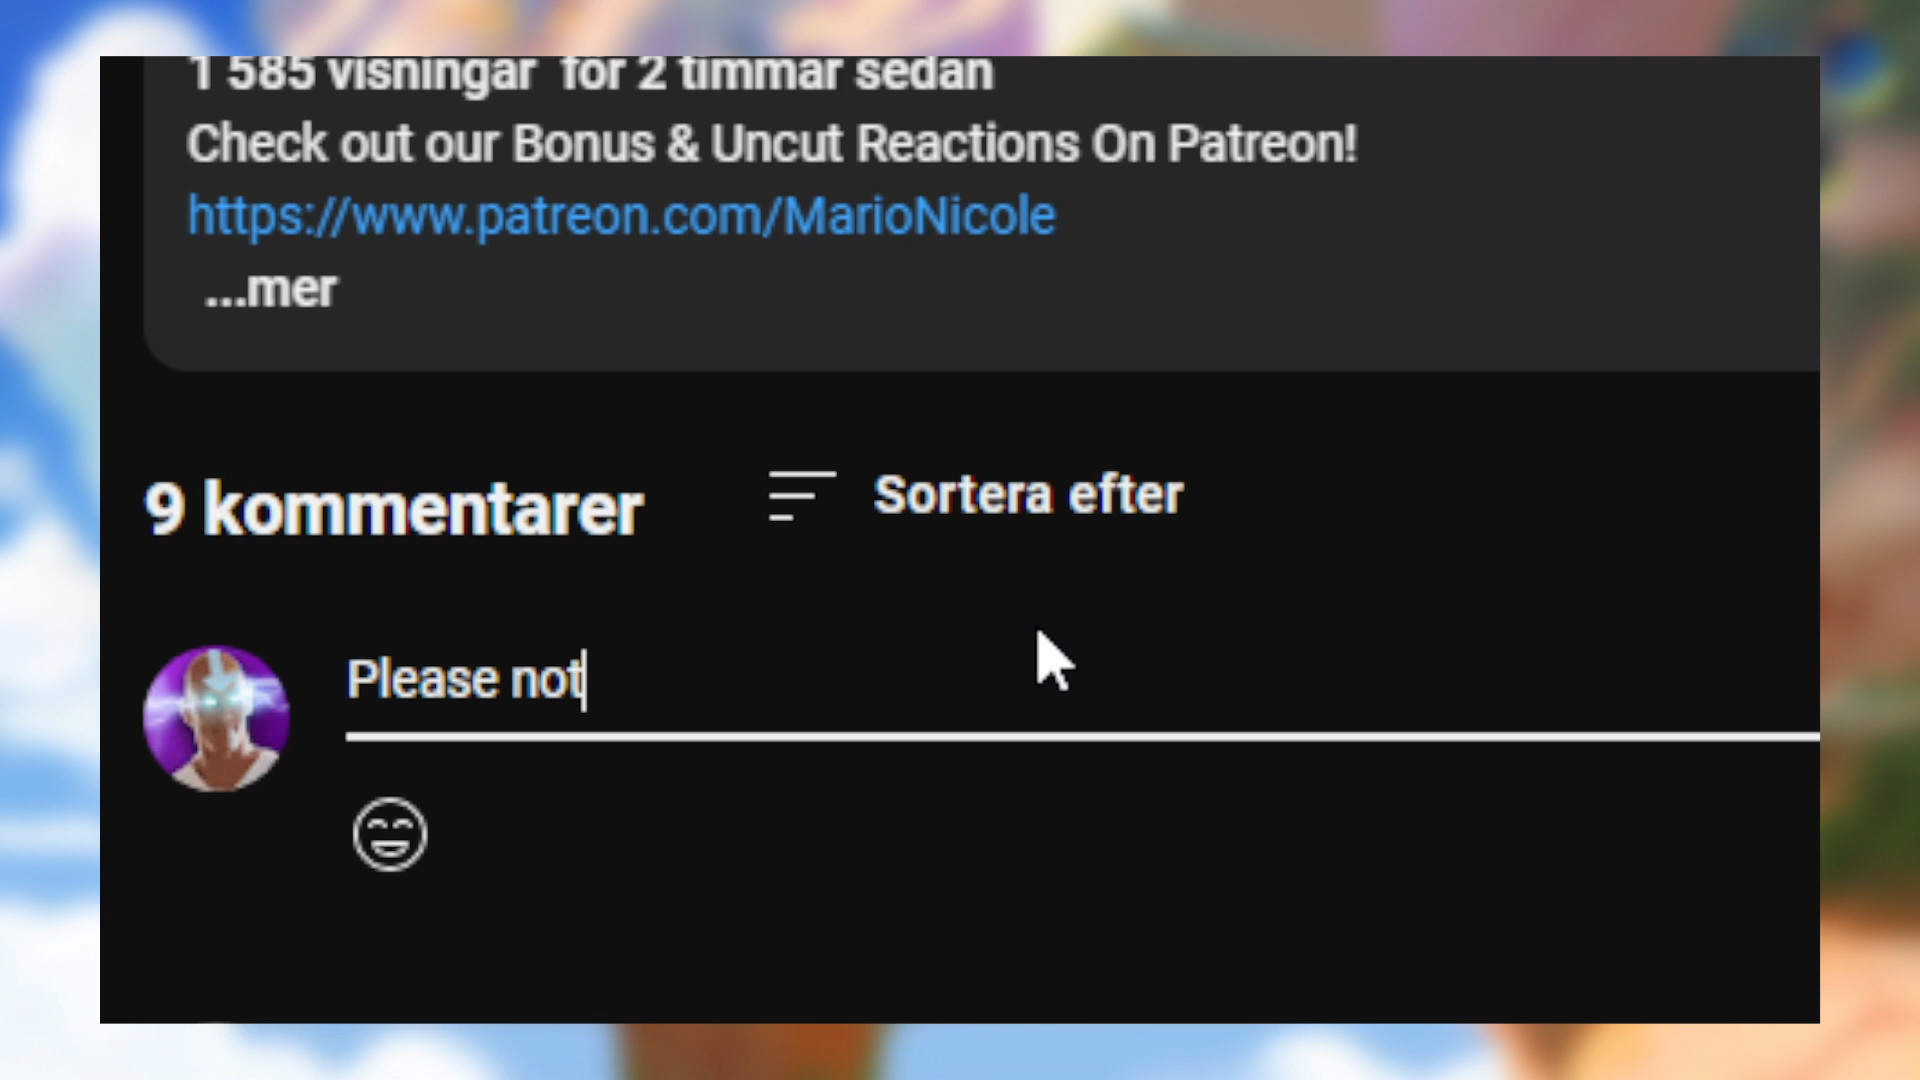 1 585 visningar för 2 timmar sedan
Check out our Bonus & Uncut Reactions On Patreon!
https://www.patreon.com/MarioNicole
...mer
9 kommentarer
Sortera efter
Please not